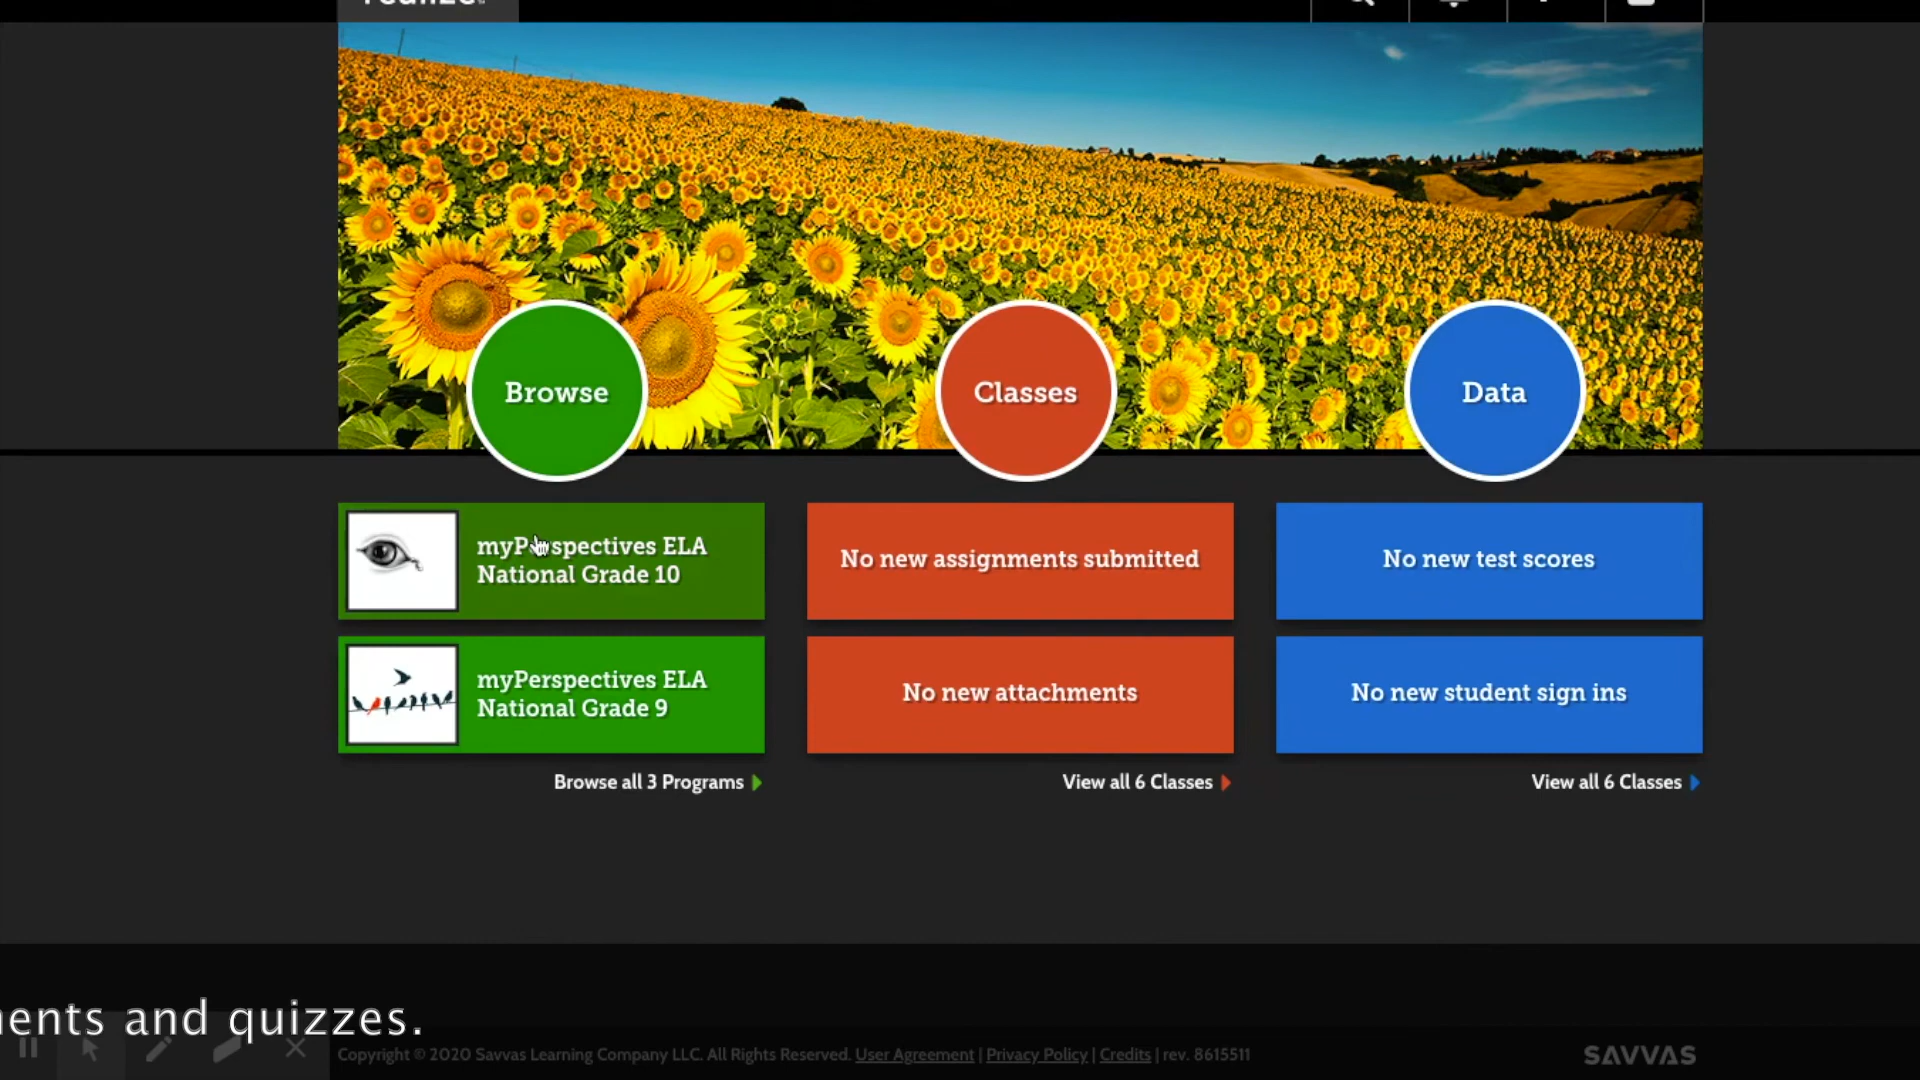 realize
Browse
Classes
Data
myPerspectives ELA
National Grade 10
No new assignments submitted
No new test scores
myPerspectives ELA
National Grade 9
No new attachments
No new student sign ins
Browse all 3 Programs
View all 6 Classes
View all 6 Classes
ents and quizzes.
Copyright © 2020 Savvas Learning Company LLC. All Rights Reserved. User Agreement | Privacy Policy | Credits | rev. 8615511
SAVVAS